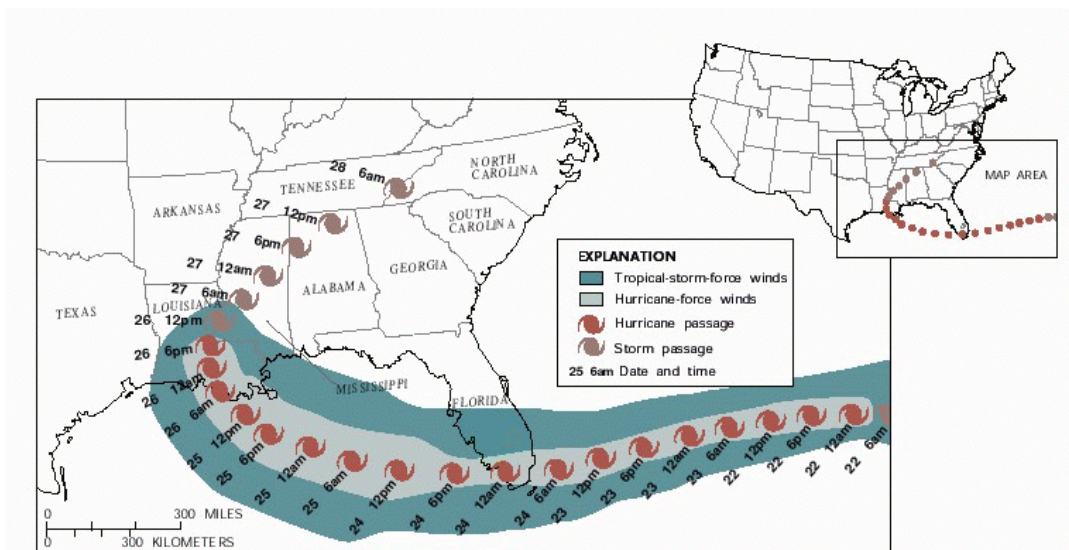 NORTH
CAROLINA
28 6am
TENNESSEE
MAP AREA
ARKANSAS
27 12pm
SOUTH
CAROLINA
27 6pm
EXPLANATION
GEORGIA
Tropical-storm-force winds
27 12am
ALABAMA
Hurricane-force winds
27 6am
LOUISIANA
TEXAS
Hurricane passage
26 12pm
Storm passage
26 6pm
25 6am Date and time
12am
MISSISSIPPI
FLORIDA
26
6am
26
12pm
25
6pm
25
12am
25
6am
25
12pm
24
6pm
24
12am
24
6am
24
12pm
23
6pm
23
12am
23
6am
23
12pm
22
6pm
22
12am
22
6am
22
0 300 MILES
0 300 KILOMETERS